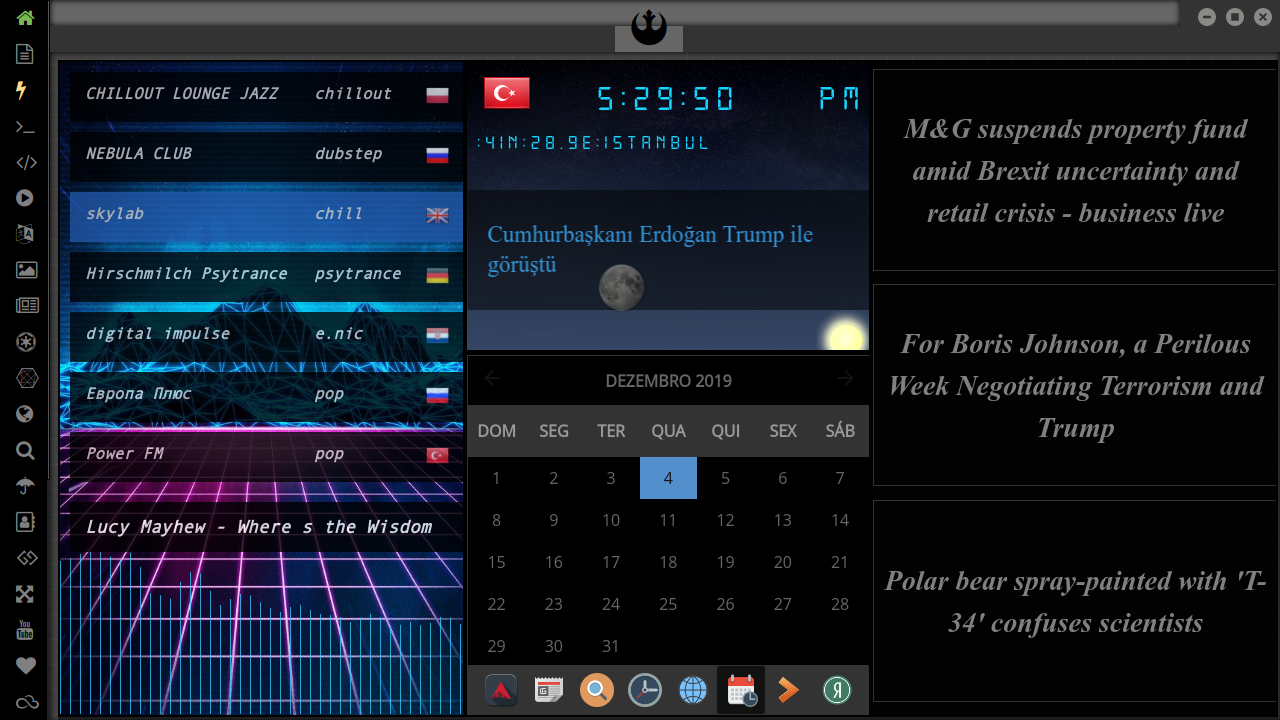 CHILLOUT LOUNGE JAZZ chillout
NEBULA CLUB dubstep
skylab chill
Hirschmilch Psytrance psytrance
digital impulse e.nic
Европа Плюс pop
Power FM pop
Lucy Mayhew - Where s the Wisdom
5:29:50 PM
:41N:28.9E:ISTANBUL
Cumhurbaşkanı Erdoğan Trump ile
görüştü
DEZEMBRO 2019
DOM SEG TER QUA QUI SEX SÁB
1 2 3 4 5 6 7
8 9 10 11 12 13 14
15 16 17 18 19 20 21
22 23 24 25 26 27 28
29 30 31
M&G suspends property fund
amid Brexit uncertainty and
retail crisis - business live
For Boris Johnson, a Perilous
Week Negotiating Terrorism and
Trump
Polar bear spray-painted with 'T-
34' confuses scientists
You
Tube
Я